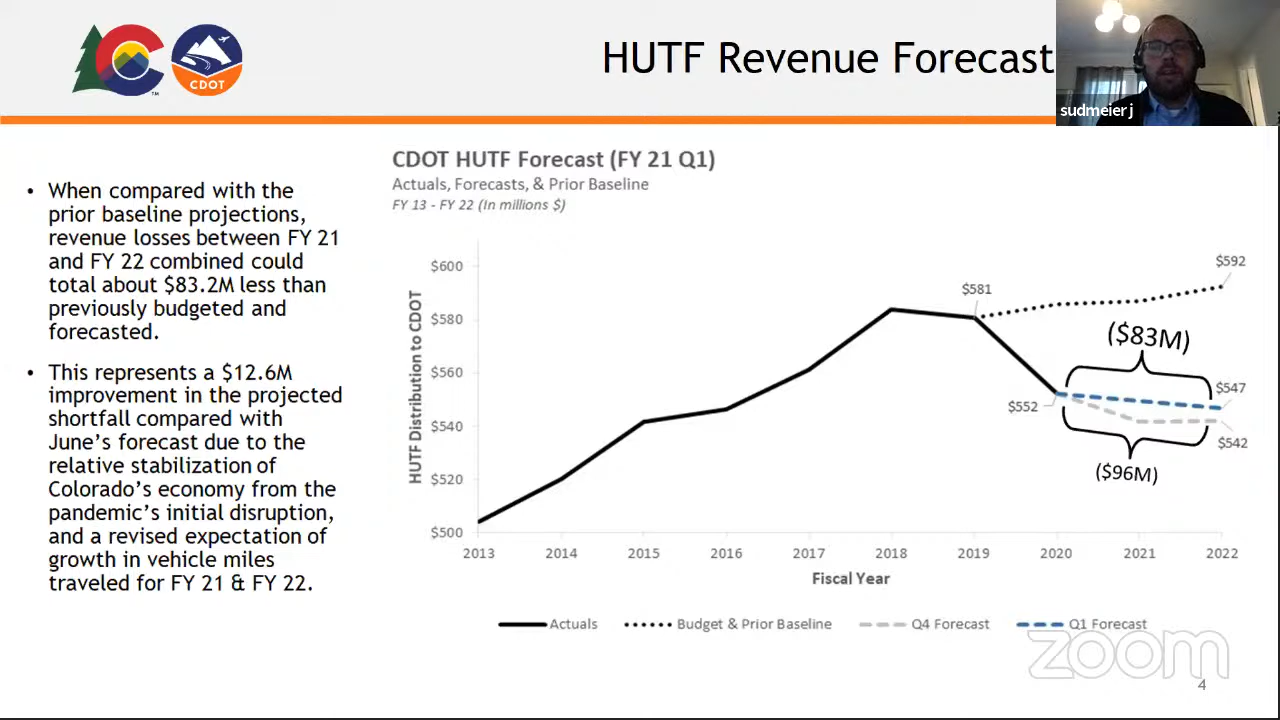 HUTF Revenue Forecast
CDOT
TM
sudmeier j
• When compared with the
prior baseline projections,
revenue losses between FY 21
and FY 22 combined could
total about $83.2M less than
previously budgeted and
forecasted.
• This represents a $12.6M
improvement in the projected
shortfall compared with
June’s forecast due to the
relative stabilization of
Colorado’s economy from the
pandemic’s initial disruption,
and a revised expectation of
growth in vehicle miles
traveled for FY 21 & FY 22.
CDOT HUTF Forecast (FY 21 Q1)
Actuals, Forecasts, & Prior Baseline
FY 13 - FY 22 (In millions $)
HUTF Distribution to CDOT
$600
$580
$560
$540
$520
$500
$581
$592
($83M)
$552
$547
$542
($96M)
2013 2014 2015 2016 2017 2018 2019 2020 2021 2022
Fiscal Year
Actuals Budget & Prior Baseline Q4 Forecast Q1 Forecast
zoom
4